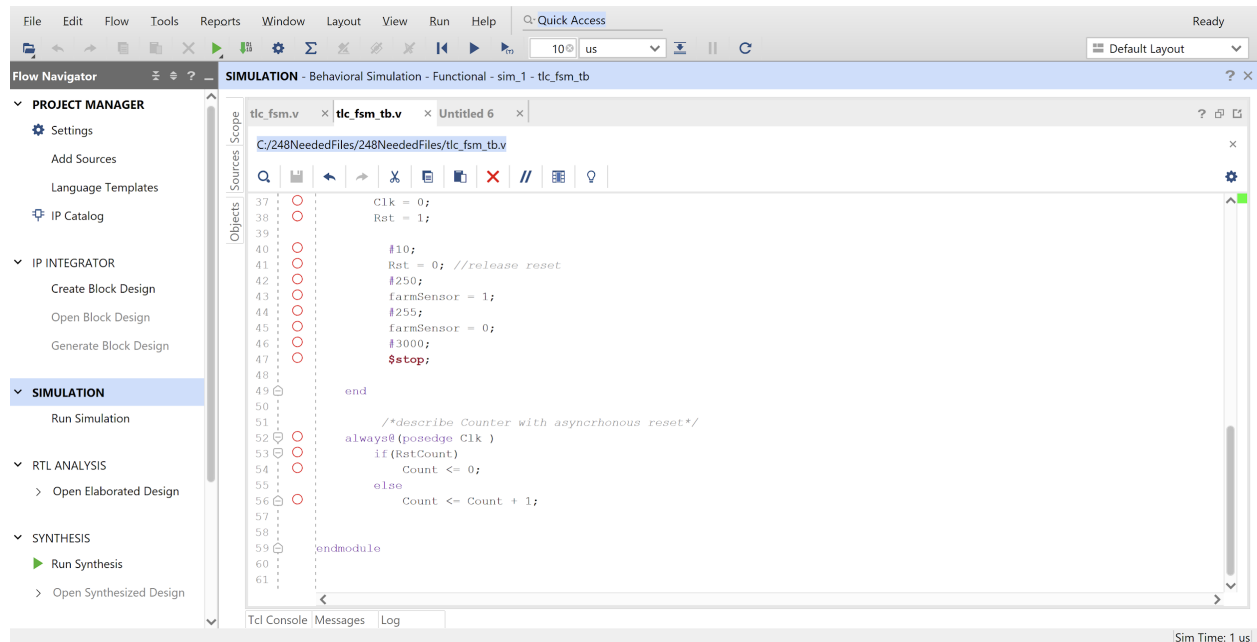 File Edit Flow Tools Reports Window Layout View Run Help Quick Access Ready
10 us Default Layout
Flow Navigator ? _ SIMULATION - Behavioral Simulation - Functional - sim_1 - tlc_fsm_tb ? ×
PROJECT MANAGER
Settings
Add Sources
Language Templates
IP Catalog
IP INTEGRATOR
Create Block Design
Open Block Design
Generate Block Design
SIMULATION
Run Simulation
RTL ANALYSIS
Open Elaborated Design
SYNTHESIS
Run Synthesis
Open Synthesized Design
Scope
Sources
Objects
tlc_fsm.v × tlc_fsm_tb.v × Untitled 6 × ?
C:/248NeededFiles/248NeededFiles/tlc_fsm_tb.v ×
37 Clk = 0;
38 Rst = 1;
39
40 #10;
41 Rst = 0; //release reset
42 #250;
43 farmSensor = 1;
44 #255;
45 farmSensor = 0;
46 #3000;
47 $stop;
48
49 end
50
51 /*describe Counter with asyncrhonous reset*/
52 always@(posedge Clk )
53 if(RstCount)
54 Count <= 0;
55 else
56 Count <= Count + 1;
57
58
59 endmodule
60
61
Tcl Console Messages Log
Sim Time: 1 us